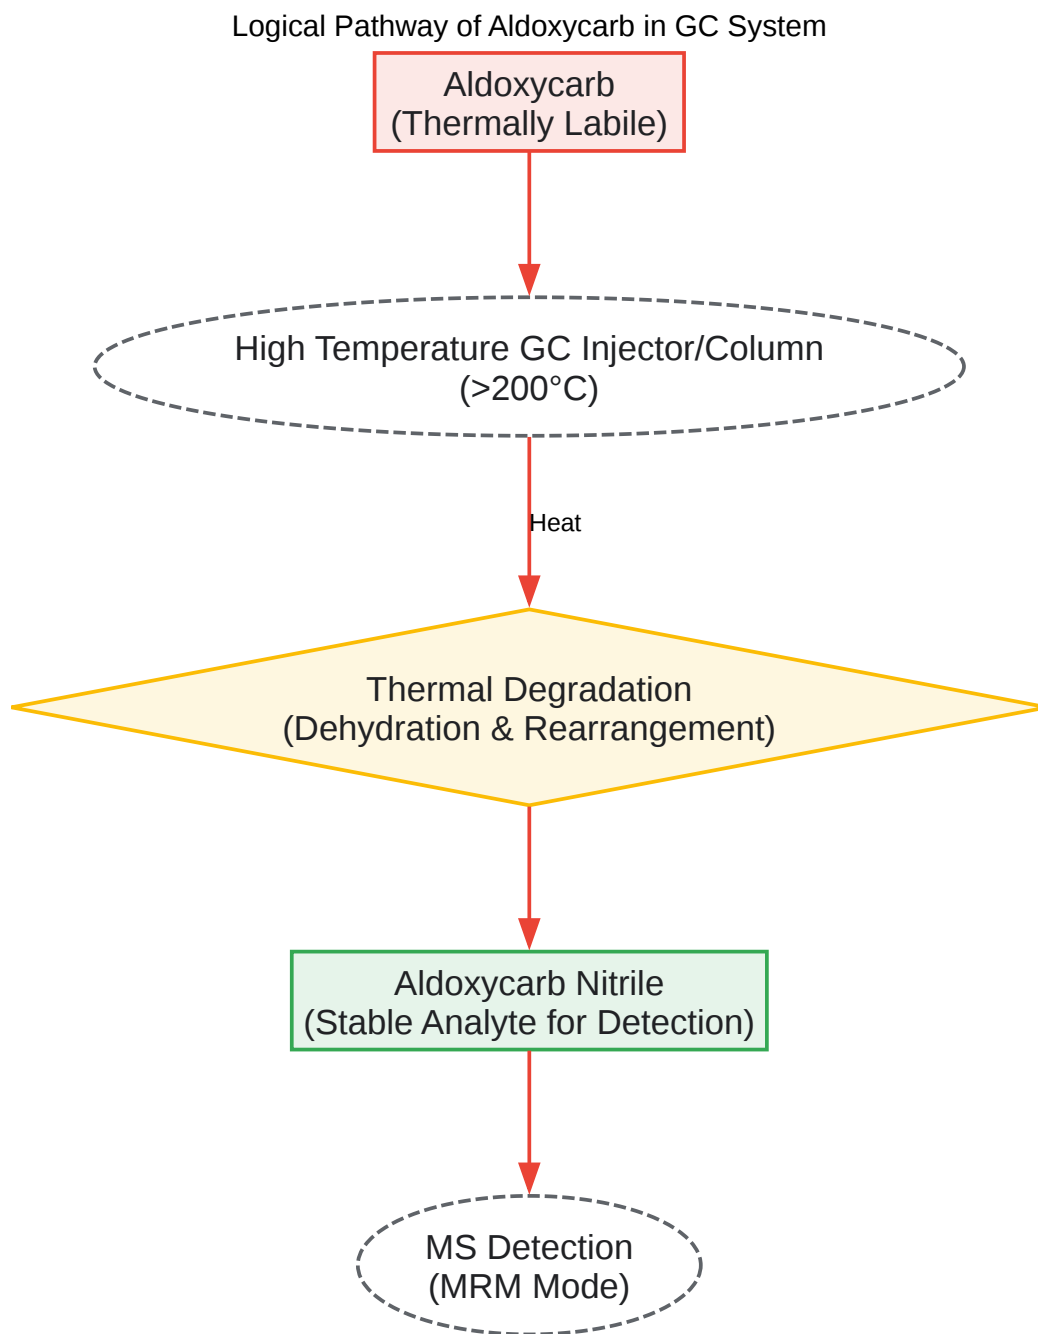 Logical Pathway of Aldoxycarb in GC System
Aldoxycarb
(Thermally Labile)
High Temperature GC Injector/Column
(>200°C)
Heat
Thermal Degradation
(Dehydration & Rearrangement)
Aldoxycarb Nitrile
(Stable Analyte for Detection)
MS Detection
(MRM Mode)